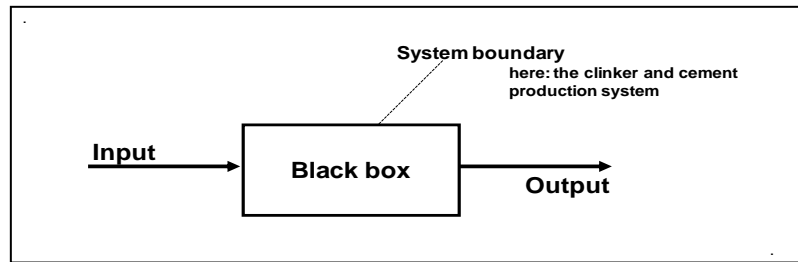 System boundary
here: the clinker and cement
production system
Input
Black box
Output